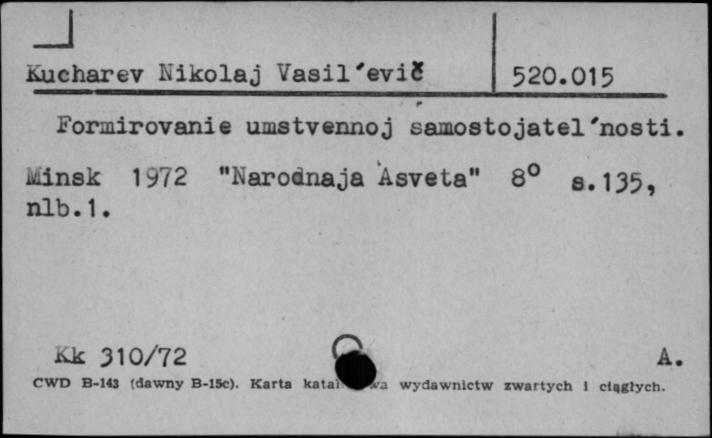 Kucharev Nikolaj Vasil'evič 520.015
Formirovanie umstvennoj samostojatel'nosti.
Minsk 1972 "Narodnaja Asveta" 8° s.135,
nlb.1.
Kk 310/72 A.
CWD B-143 (dawny B-15c). Karta wydawnictw zwartych i ciągłych.